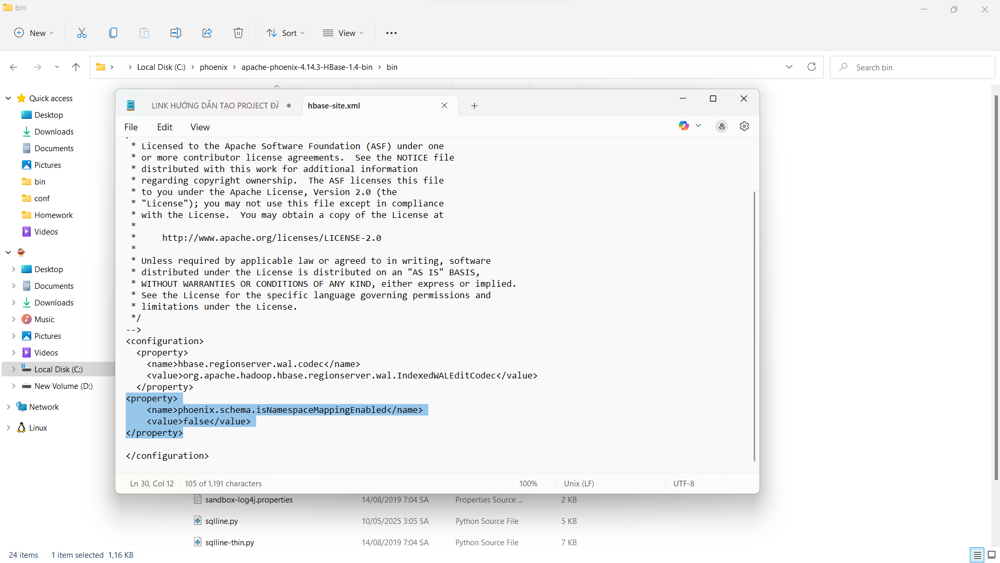 bin
New
Sort
View
Local Disk (C:) › phoenix › apache-phoenix-4.14.3-HBase-1.4-bin › bin
Search bin
Quick access
Desktop
Downloads
Documents
Pictures
bin
conf
Homework
Videos
Desktop
Documents
Downloads
Music
Pictures
Videos
Local Disk (C:)
New Volume (D:)
Network
Linux
LINK HƯỚNG DẪN TẠO PROJECT
hbase-site.xml
File Edit View
* Licensed to the Apache Software Foundation (ASF) under one
* or more contributor license agreements.  See the NOTICE file
* distributed with this work for additional information
* regarding copyright ownership.  The ASF licenses this file
* to you under the Apache License, Version 2.0 (the
* "License"); you may not use this file except in compliance
* with the License.  You may obtain a copy of the License at
*
*     http://www.apache.org/licenses/LICENSE-2.0
*
* Unless required by applicable law or agreed to in writing, software
* distributed under the License is distributed on an "AS IS" BASIS,
* WITHOUT WARRANTIES OR CONDITIONS OF ANY KIND, either express or implied.
* See the License for the specific language governing permissions and
* limitations under the License.
*/
-->
<configuration>
  <property>
    <name>hbase.regionserver.wal.codec</name>
    <value>org.apache.hadoop.hbase.regionserver.wal.IndexedWALEditCodec</value>
  </property>
<property>
    <name>phoenix.schema.isNamespaceMappingEnabled</name>
    <value>false</value>
</property>
</configuration>
Ln 30, Col 12 105 of 1,191 characters 100% Unix (LF) UTF-8
sandbox-log4j.properties 14/08/2019 7:04 SA Properties Source ... 2 KB
sqlline.py 10/05/2025 3:05 SA Python Source File 5 KB
sqlline-thin.py 14/08/2019 7:04 SA Python Source File 7 KB
24 items 1 item selected 1,16 KB